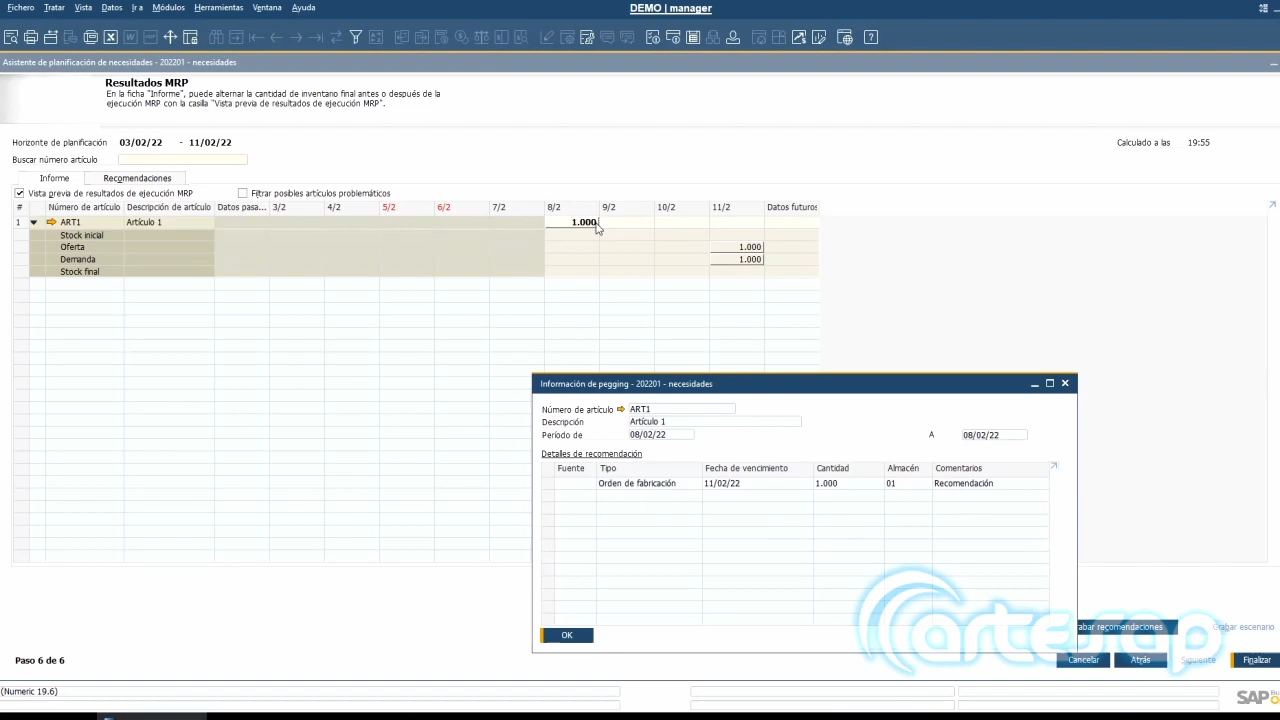 Fichero Tratar Vista Datos Ir a Módulos Herramientas Ventana Ayuda
DEMO | manager
Asistente de planificación de necesidades - 202201 - necesidades
Resultados MRP
En la ficha "Informe", puede alternar la cantidad de inventario final antes o después de la
ejecución MRP con la casilla "Vista previa de resultados de ejecución MRP".
Horizonte de planificación 03/02/22 - 11/02/22
Calculado a las 19:55
Buscar número artículo
Informe Recomendaciones
Vista previa de resultados de ejecución MRP Filtrar posibles artículos problemáticos
# Número de artículo Descripción de artículo Datos pasa... 3/2 4/2 5/2 6/2 7/2 8/2 9/2 10/2 11/2 Datos futuros
1 ART1 Artículo 1 1.000
Stock inicial
Oferta 1.000
Demanda 1.000
Stock final
Información de pegging - 202201 - necesidades
Número de artículo ART1
Descripción Artículo 1
Período de 08/02/22 A 08/02/22
Detalles de recomendación
Fuente Tipo Fecha de vencimiento Cantidad Almacén Comentarios
Orden de fabricación 11/02/22 1.000 01 Recomendación
artesap
rabar recomendaciones Grabar escenario
OK
Paso 6 de 6
Cancelar Atrás Siguiente Finalizar
(Numeric 19.6)
SAP